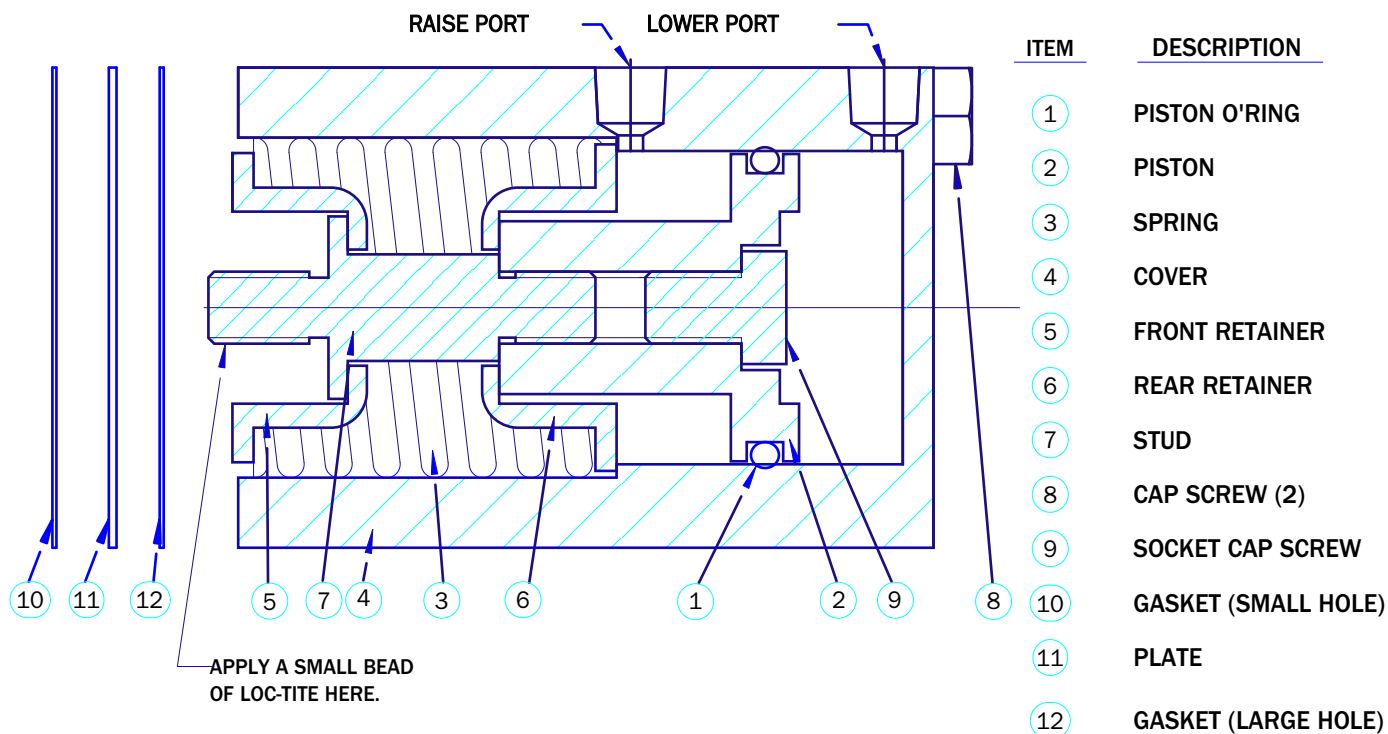 RAISE PORT
LOWER PORT
ITEM DESCRIPTION
1 PISTON O'RING
2 PISTON
3 SPRING
4 COVER
5 FRONT RETAINER
6 REAR RETAINER
7 STUD
8 CAP SCREW (2)
9 SOCKET CAP SCREW
10 GASKET (SMALL HOLE)
11 PLATE
12 GASKET (LARGE HOLE)
10 11 12 5 7 4 3 6 1 2 9 8
APPLY A SMALL BEAD
OF LOC-TITE HERE.